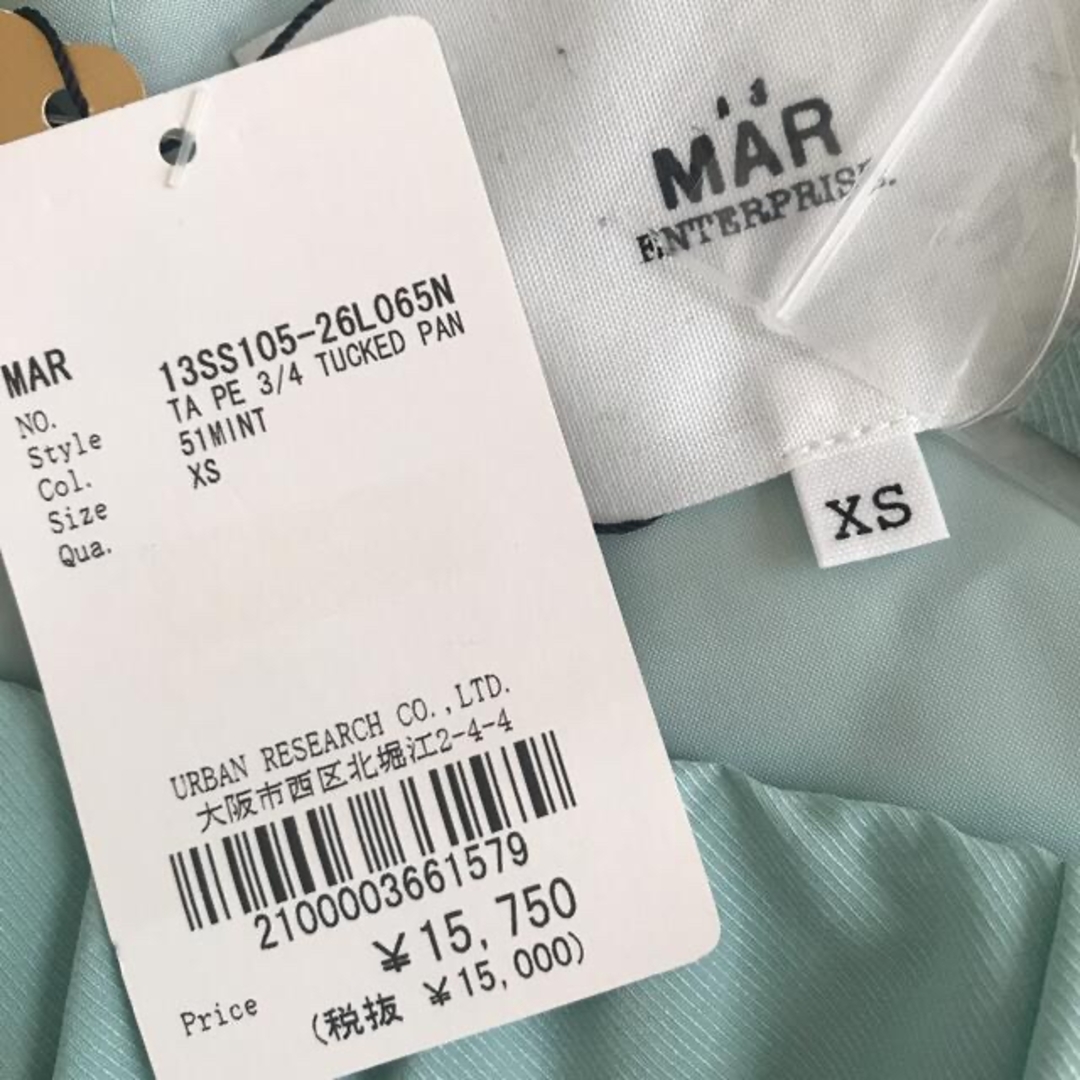 MAR
ENTERPRISE.
XS
MAR
NO. 13SS105-26L065N
Style TA PE 3/4 TUCKED PAN
Col. 51MINT
Size XS
Qua.
URBAN RESEARCH CO.,LTD.
大阪市西区北堀江2-4-4
2100003661579
¥15,750
Price (税抜 ¥15,000)